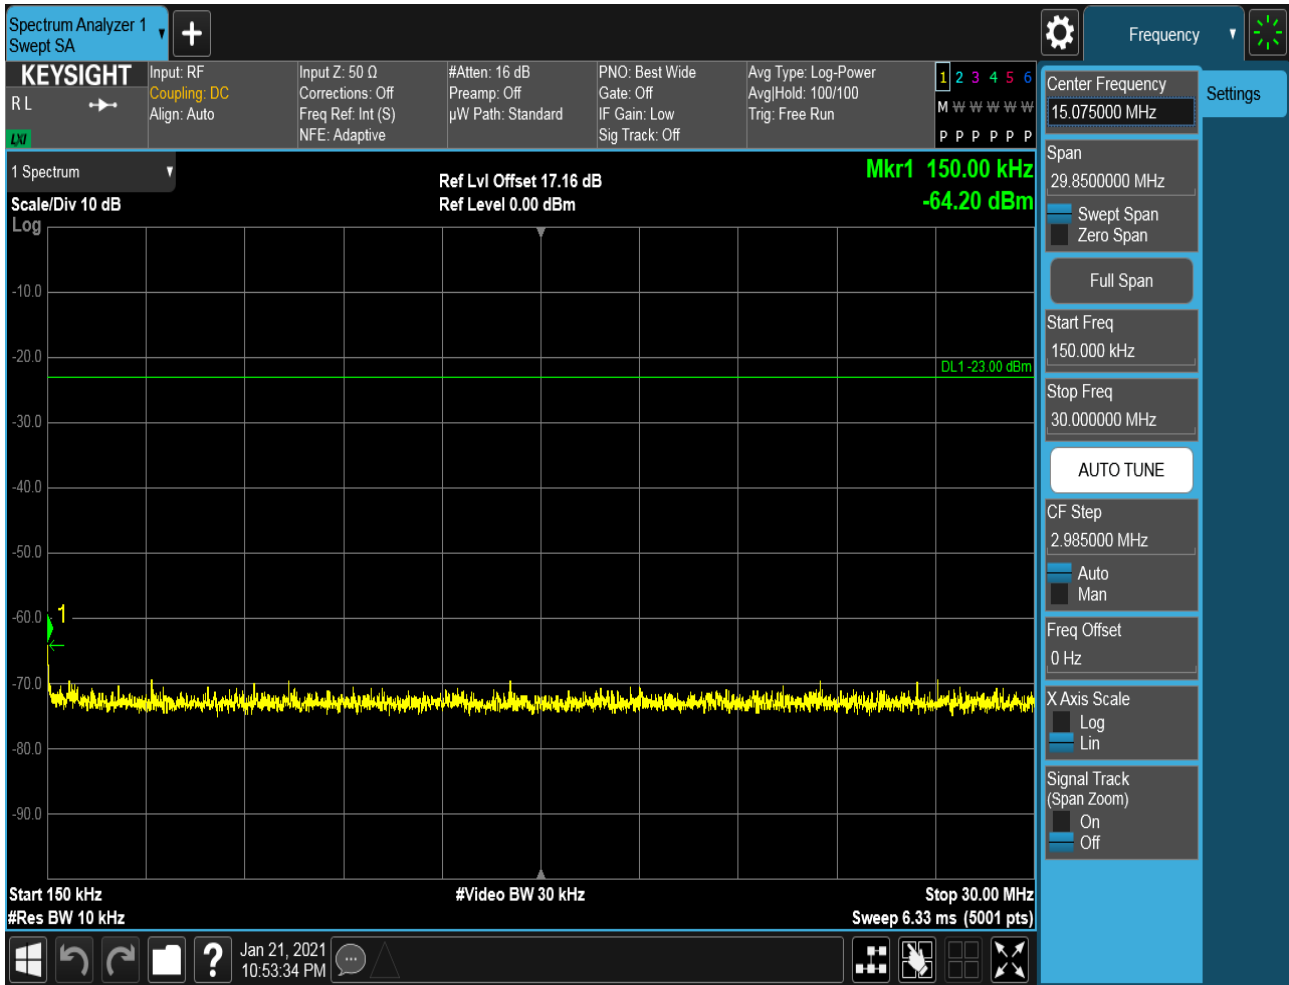 Spectrum Analyzer 1
Swept SA
Frequency
KEYSIGHT
R L
LXI
Input: RF
Coupling: DC
Align: Auto
Input Z: 50 Ω
Corrections: Off
Freq Ref: Int (S)
NFE: Adaptive
#Atten: 16 dB
Preamp: Off
µW Path: Standard
PNO: Best Wide
Gate: Off
IF Gain: Low
Sig Track: Off
Avg Type: Log-Power
Avg|Hold: 100/100
Trig: Free Run
1 2 3 4 5 6
M W W W W W
P P P P P P
1 Spectrum
Scale/Div 10 dB
Log
Ref Lvl Offset 17.16 dB
Ref Level 0.00 dBm
Mkr1 150.00 kHz
-64.20 dBm
-10.0
-20.0
DL1 -23.00 dBm
-30.0
-40.0
-50.0
-60.0
1
-70.0
-80.0
-90.0
Start 150 kHz
#Video BW 30 kHz
Stop 30.00 MHz
#Res BW 10 kHz
Sweep 6.33 ms (5001 pts)
Center Frequency
15.075000 MHz
Settings
Span
29.8500000 MHz
Swept Span
Zero Span
Full Span
Start Freq
150.000 kHz
Stop Freq
30.000000 MHz
AUTO TUNE
CF Step
2.985000 MHz
Auto
Man
Freq Offset
0 Hz
X Axis Scale
Log
Lin
Signal Track
(Span Zoom)
On
Off
?
Jan 21, 2021
10:53:34 PM